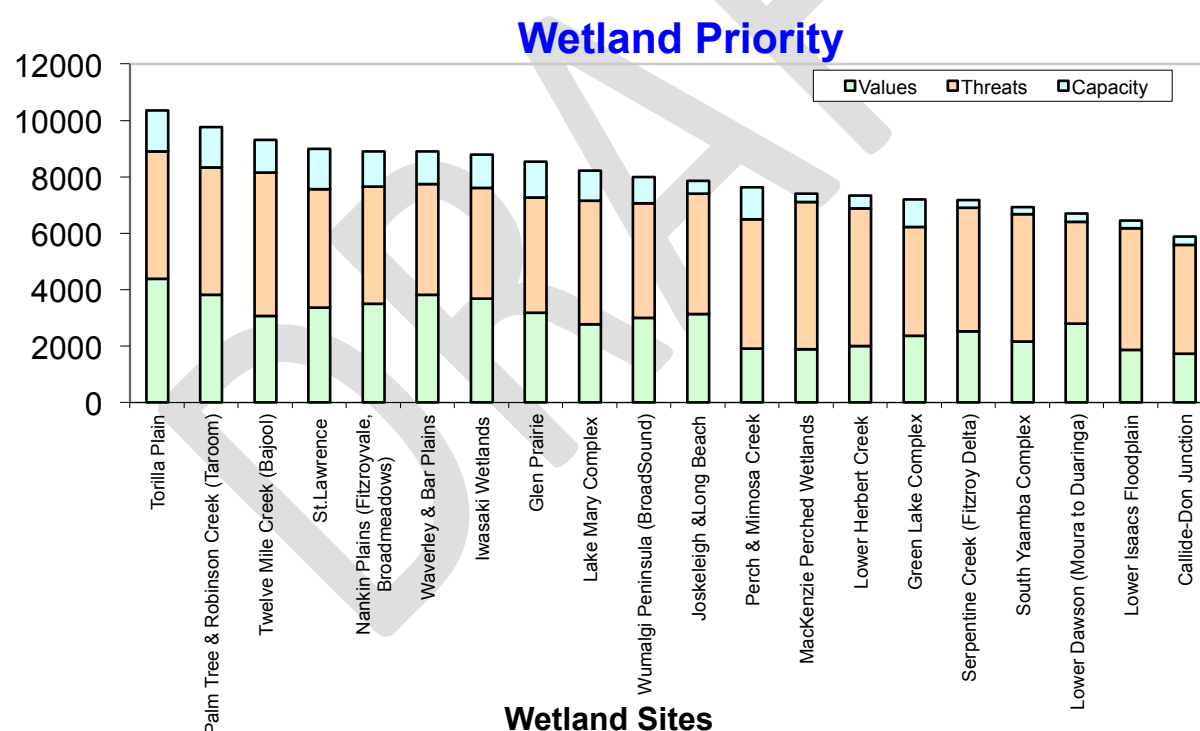 Wetland Priority
Values Threats Capacity
12000
10000
8000
6000
4000
2000
0
Torilla Plain
Palm Tree & Robinson Creek (Taroom)
Twelve Mile Creek (Bajool)
St.Lawrence
Nankin Plains (Fitzroyvale,
Broadmeadows)
Waverley & Bar Plains
Iwasaki Wetlands
Glen Prairie
Lake Mary Complex
Wumalgi Peninsula (BroadSound)
Joskeleigh &Long Beach
Perch & Mimosa Creek
MacKenzie Perched Wetlands
Lower Herbert Creek
Green Lake Complex
Serpentine Creek (Fitzroy Delta)
South Yaamba Complex
Lower Dawson (Moura to Duaringa)
Lower Isaacs Floodplain
Callide-Don Junction
Wetland Sites